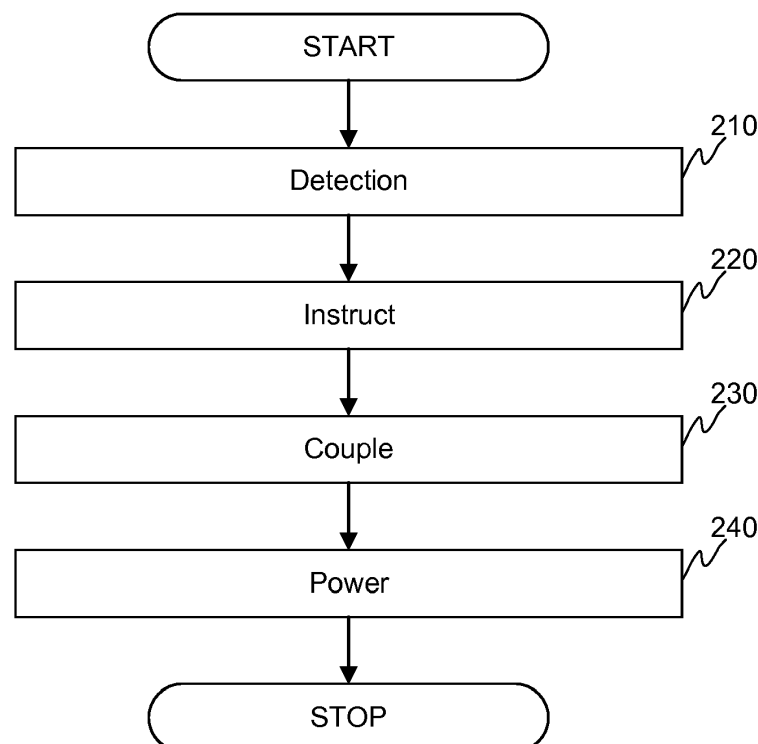 START
210
Detection
220
Instruct
230
Couple
240
Power
STOP